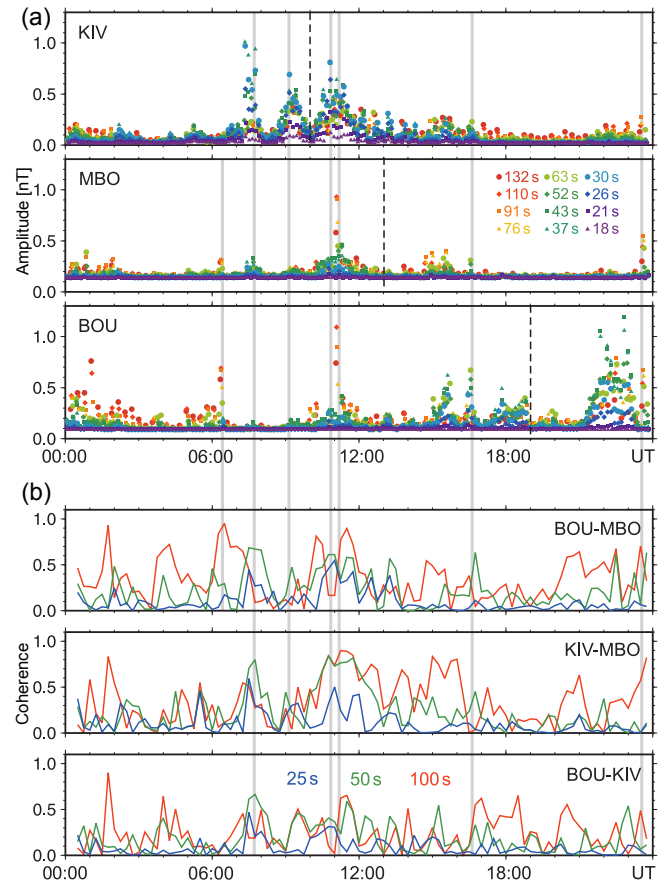 (a)
KIV
1.0
0.5
0.0
MBO
1.0
0.5
0.0
132 s 63 s 30 s
110 s 52 s 26 s
91 s 43 s 21 s
76 s 37 s 18 s
Amplitude [nT]
BOU
1.0
0.5
0.0
00:00 06:00 12:00 18:00 UT
(b)
BOU-MBO
1.0
0.5
0.0
KIV-MBO
1.0
0.5
0.0
Coherence
BOU-KIV
25 s 50 s 100 s
1.0
0.5
0.0
00:00 06:00 12:00 18:00 UT